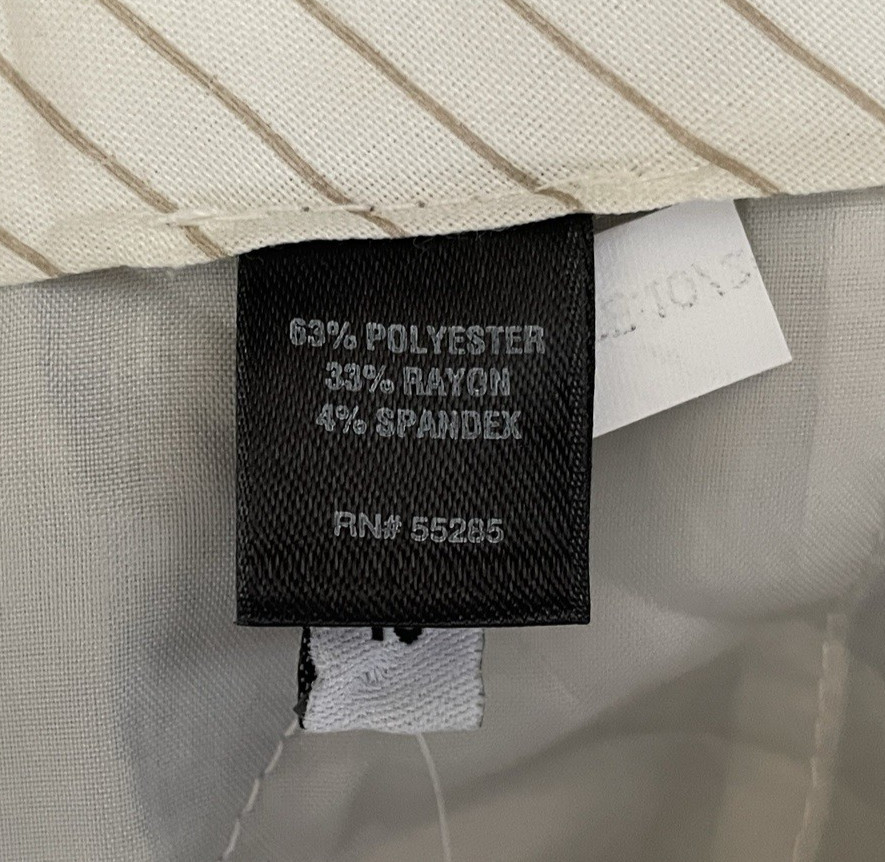 63% POLYESTER
33% RAYON
4% SPANDEX
RN# 55285